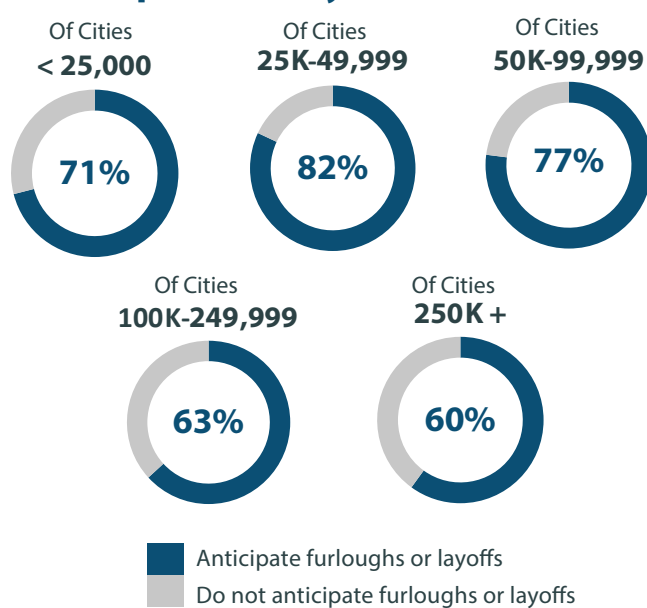 Of Cities
< 25,000
71%
Of Cities
25K-49,999
82%
Of Cities
50K-99,999
77%
Of Cities
100K-249,999
63%
Of Cities
250K +
60%
Anticipate furloughs or layoffs
Do not anticipate furloughs or layoffs